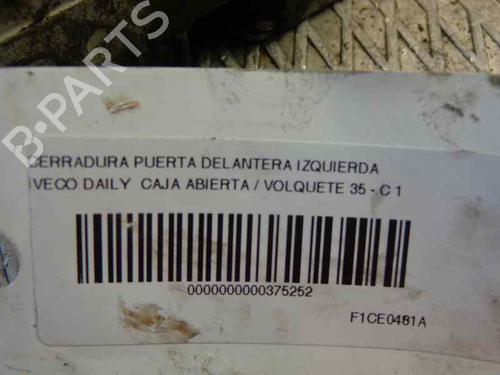 B-PARTS
CERRADURA PUERTA DELANTERA IZQUIERDA
IVECO DAILY CAJA ABIERTA / VOLQUETE 35 - C 1
0000000000375252
F1CE0481A